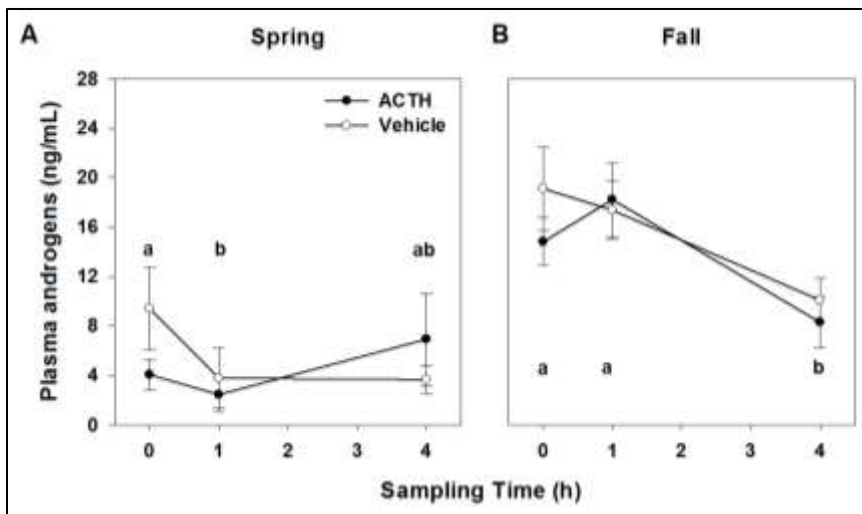 A Spring
B Fall
Plasma androgens (ng/mL)
28
24
20
16
12
8
4
0
ACTH
Vehicle
a b ab
0 1 2 3 4
a a b
0 1 2 3 4
Sampling Time (h)